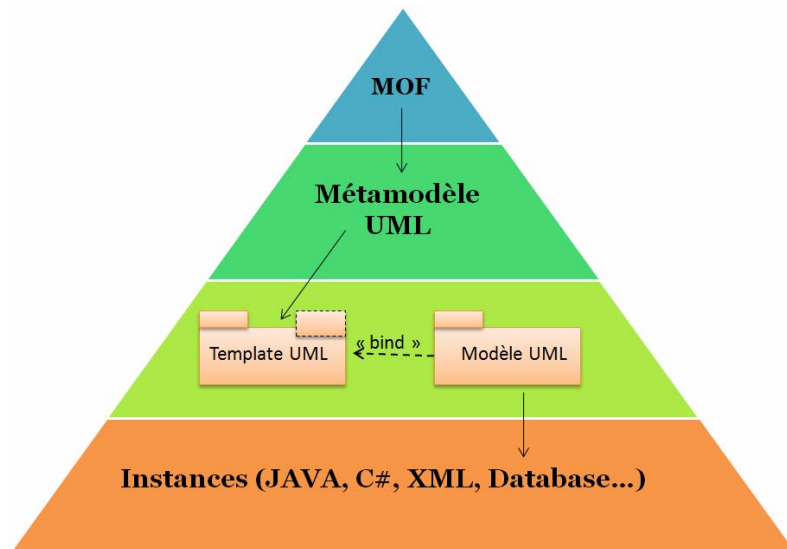 MOF
Métamodèle
UML
Template UML
« bind »
Modèle UML
Instances (JAVA, C#, XML, Database...)